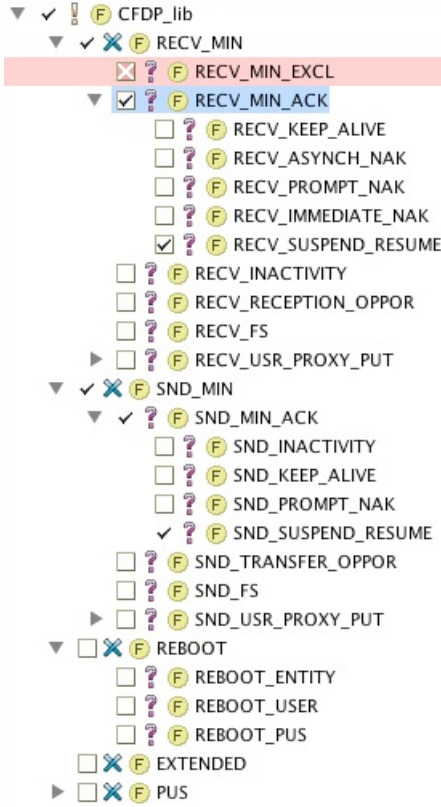 CFDP_lib
RECV_MIN
RECV_MIN_EXCL
RECV_MIN_ACK
RECV_KEEP_ALIVE
RECV_ASYNCH_NAK
RECV_PROMPT_NAK
RECV_IMMEDIATE_NAK
RECV_SUSPEND_RESUME
RECV_INACTIVITY
RECV_RECEPTION_OPPOR
RECV_FS
RECV_USR_PROXY_PUT
SND_MIN
SND_MIN_ACK
SND_INACTIVITY
SND_KEEP_ALIVE
SND_PROMPT_NAK
SND_SUSPEND_RESUME
SND_TRANSFER_OPPOR
SND_FS
SND_USR_PROXY_PUT
REBOOT
REBOOT_ENTITY
REBOOT_USER
REBOOT_PUS
EXTENDED
PUS